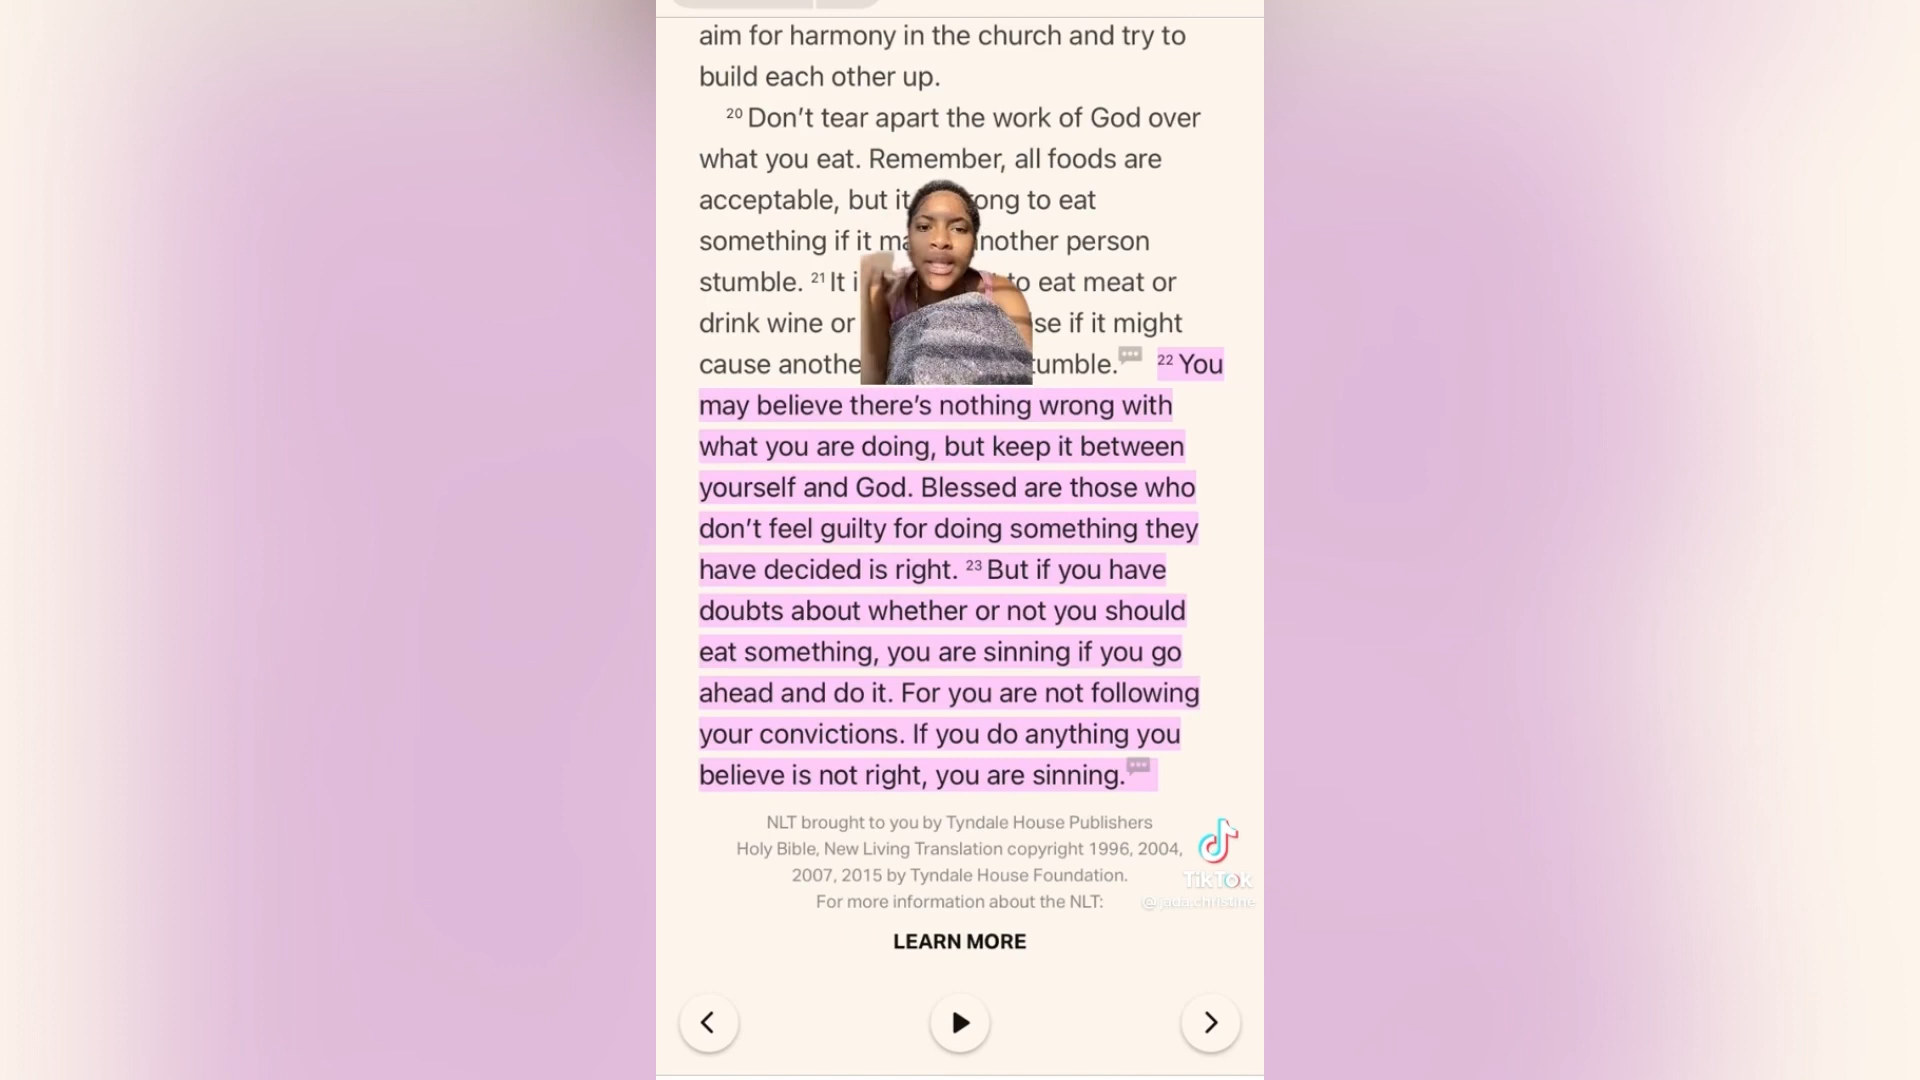 aim for harmony in the church and try to
build each other up.
20 Don’t tear apart the work of God over
what you eat. Remember, all foods are
acceptable, but it ong to eat
something if it ma nother person
stumble. 21 It i to eat meat or
drink wine or se if it might
cause anothe umble.
22 You
may believe there’s nothing wrong with
what you are doing, but keep it between
yourself and God. Blessed are those who
don’t feel guilty for doing something they
have decided is right. 23 But if you have
doubts about whether or not you should
eat something, you are sinning if you go
ahead and do it. For you are not following
your convictions. If you do anything you
believe is not right, you are sinning.
NLT brought to you by Tyndale House Publishers
Holy Bible, New Living Translation copyright 1996, 2004,
2007, 2015 by Tyndale House Foundation.
For more information about the NLT:
LEARN MORE
TikTok
@jada.christine